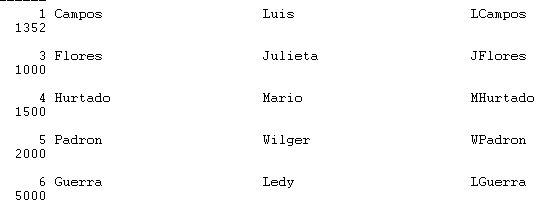 1 Campos Luis LCampos
1352
3 Flores Julieta JFlores
1000
4 Hurtado Mario MHurtado
1500
5 Padron Wilger WPadron
2000
6 Guerra Ledy LGuerra
5000